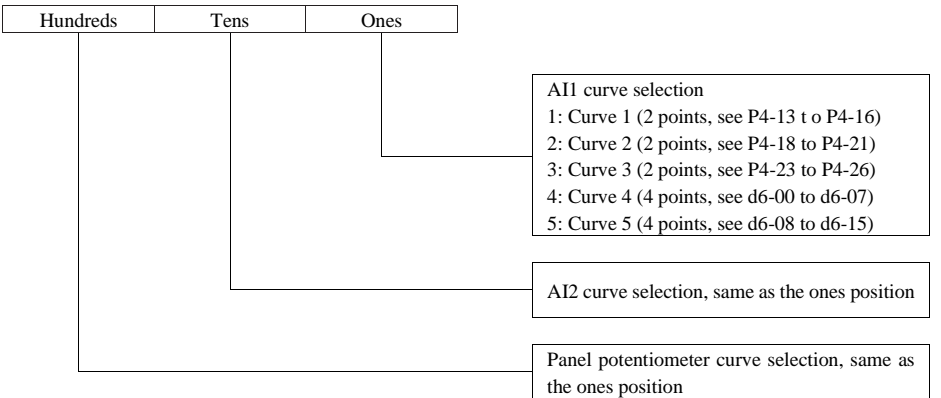 Hundreds Tens Ones
AI1 curve selection
1: Curve 1 (2 points, see P4-13 t o P4-16)
2: Curve 2 (2 points, see P4-18 to P4-21)
3: Curve 3 (2 points, see P4-23 to P4-26)
4: Curve 4 (4 points, see d6-00 to d6-07)
5: Curve 5 (4 points, see d6-08 to d6-15)
AI2 curve selection, same as the ones position
Panel potentiometer curve selection, same as
the ones position